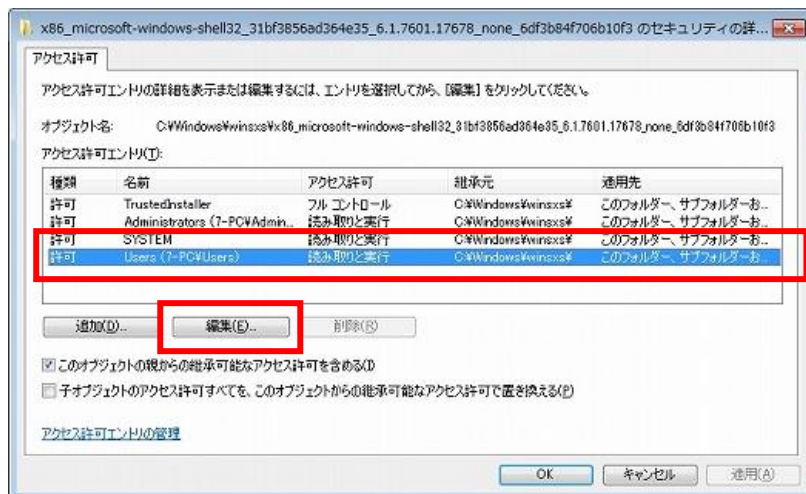 x86_microsoft-windows-shell32_31bf3856ad364e35_6.1.7601.17678_none_6df3b84f706b10f3 のセキュリティの詳...
アクセス許可
アクセス許可エントリの詳細を表示または編集するには、エントリを選択してから、[編集] をクリックしてください。
オブジェクト名: C:¥Windows¥winsxs¥x86_microsoft-windows-shell32_31bf3856ad364e35_6.1.7601.17678_none_6df3b84f706b10f3
アクセス許可エントリ(T):
種類 名前 アクセス許可 継承元 適用先
許可 TrustedInstaller フル コントロール C:¥Windows¥winsxs¥ このフォルダー、サブフォルダーお...
許可 Administrators (7-PC¥Admin... 読み取りと実行 C:¥Windows¥winsxs¥ このフォルダー、サブフォルダーお...
許可 SYSTEM 読み取りと実行 C:¥Windows¥winsxs¥ このフォルダー、サブフォルダーお...
許可 Users (7-PC¥Users) 読み取りと実行 C:¥Windows¥winsxs¥ このフォルダー、サブフォルダーお...
追加(D)... 編集(E)... 削除(R)
このオブジェクトの親からの継承可能なアクセス許可を含める(I)
子オブジェクトのアクセス許可すべてを、このオブジェクトからの継承可能なアクセス許可で置き換える(P)
アクセス許可エントリの管理
OK キャンセル 適用(A)